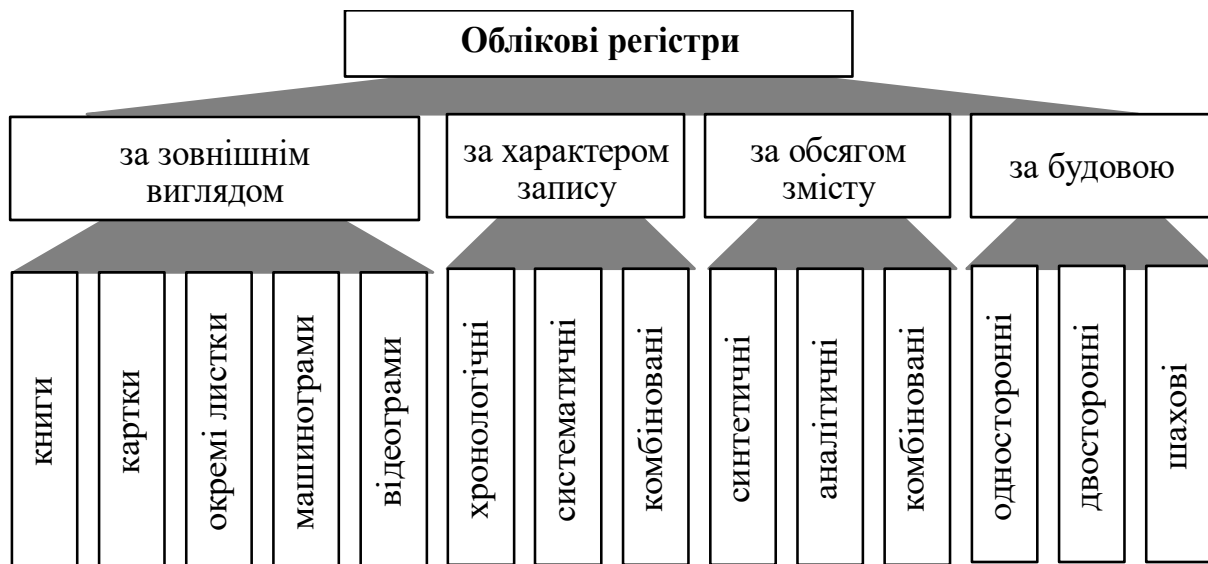 Облікові регістри
за зовнішнім
виглядом
за характером
запису
за обсягом
змісту
за будовою
книги
картки
окремі листки
машинограми
відеограми
хронологічні
систематичні
комбіновані
синтетичні
аналітичні
комбіновані
односторонні
двосторонні
шахові